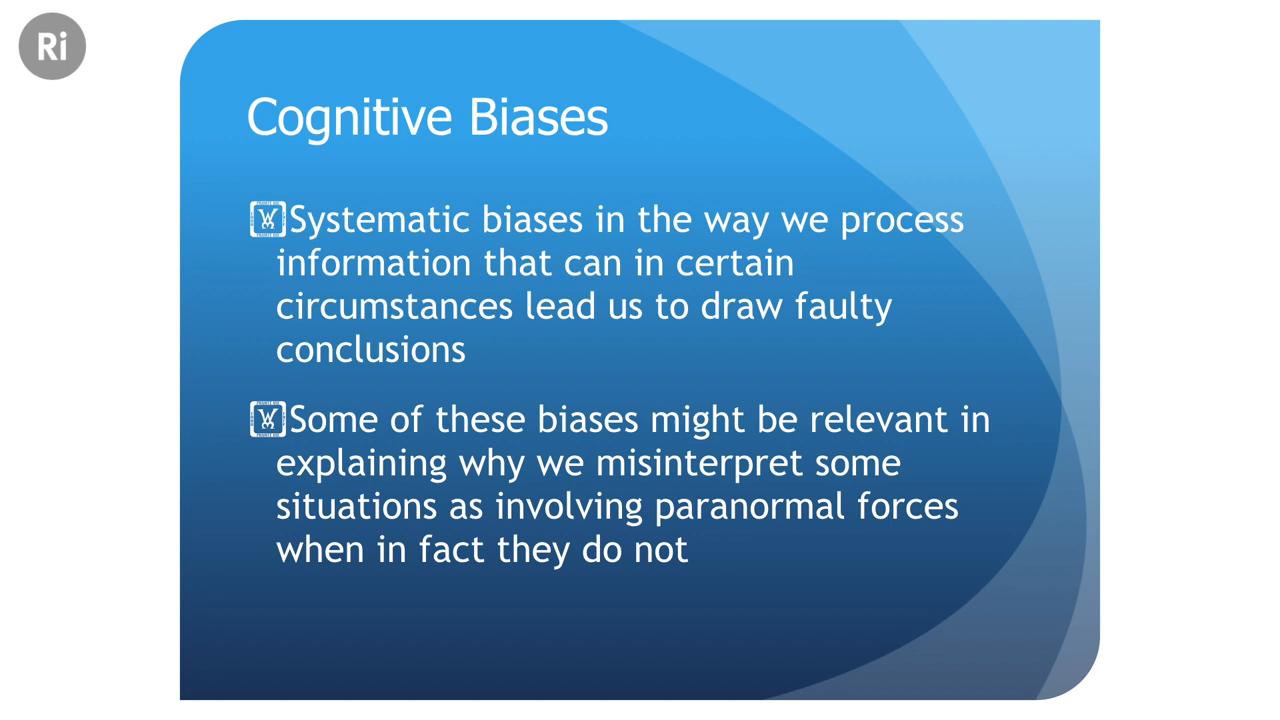 Ri
Cognitive Biases
Systematic biases in the way we process
information that can in certain
circumstances lead us to draw faulty
conclusions
Some of these biases might be relevant in
explaining why we misinterpret some
situations as involving paranormal forces
when in fact they do not